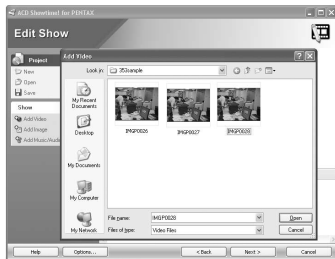 ACD Showtime! for PENTAX
Edit Show
Project
New
Open
Save
Show
Add Video
Add Image
Add Music/Audio
Add Video
Look in: 353sample
My Recent Documents
Desktop
My Documents
My Computer
My Network
IMGP0026
IMGP0027
IMGP0028
File name: IMGP0028
Open
Files of type: Video Files
Cancel
Help
Options...
< Back
Next >
Cancel